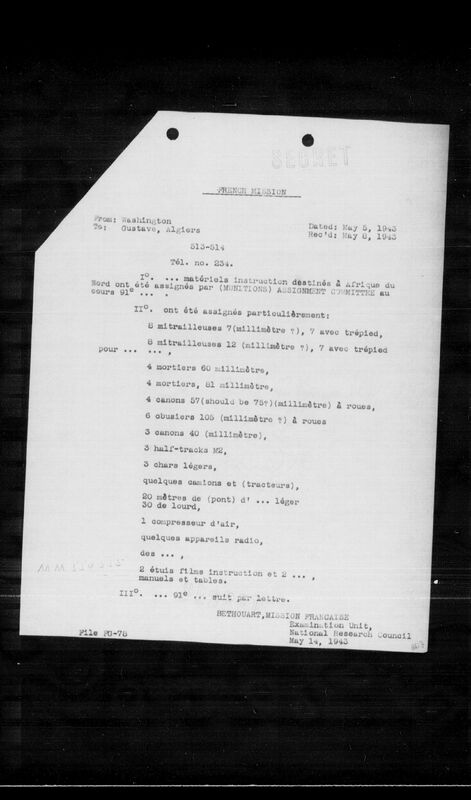 SECRET
FRENCH MISSION
From: Washington
To: Gustave, Algiers
Dated: May 5, 1943
Rec'd: May 8, 1943
513-514
Tél. no. 234.
I°. ... matériels instruction destinés à Afrique du
Nord ont été assignés par (MUNITIONS) ASSIGNMENT COMMITTEE au
cours 91e ... .
II°. ont été assignés particulièrement:
8 mitrailleuses 7(millimètre ?), 7 avec trépied,
8 mitrailleuses 12 (millimètre ?), 7 avec trépied
pour ... ... ,
4 mortiers 60 millimètre,
4 mortiers, 81 millimètre,
4 canons 57(should be 75?)(millimètre) à roues,
6 obusiers 105 (millimètre ?) à roues
3 canons 40 (millimètre),
3 half-tracks M2,
3 chars légers,
quelques camions et (tracteurs),
20 mètres de (pont) d' ... léger
30 de lourd,
1 compresseur d'air,
quelques appareils radio,
des ... ,
2 étuis films instruction et 2 ... ,
manuels et tables.
III°. ... 91e ... suit par lettre.
BETHOUART, MISSION FRANCAISE
Examination Unit,
National Research Council
May 14, 1943
File FG-78